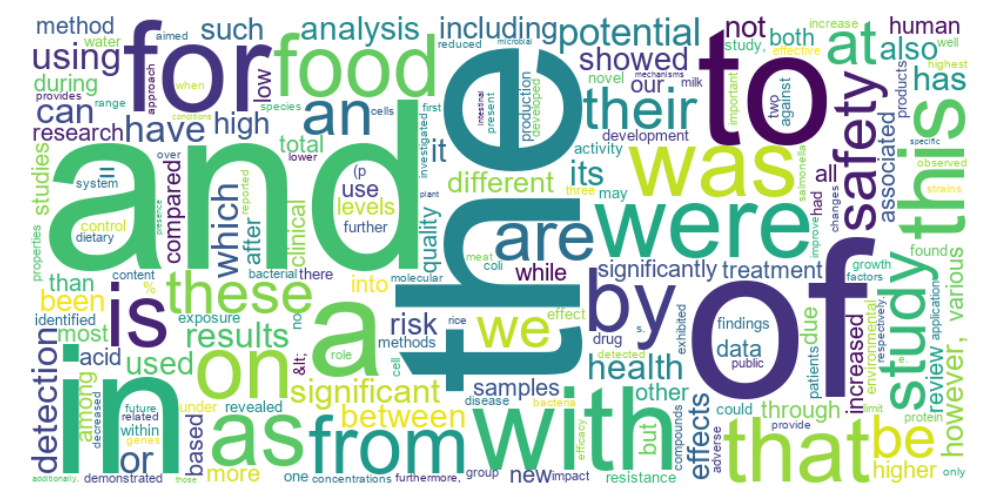 method
water
aimed
such
analysis
including
potential
not
both
increase
human
using
for
food
reduced
microbial
showed
to
study,
effective
well
at
also
during
approach
when
low
novel
mechanisms
our
milk
important
highest
has
provides
range
can
species
an
cells
first
the
intestinal
present
production
developed
their
two
against
safety
products
this
research
have
conditions
high
total
investigated
it
development
was
associated
specific
studies
and
over
lower
=
system
compared
which
after
reported
clinical
(p
use
levels
further
plant
different
activity
its
three
may
salmonella
all
had
changes
improve
observed
strains
control
dietary
presence
quality
are
were
of
found
properties
than
content
%
bacterial
there
into
molecular
meat
coli
while
by
significantly
treatment
growth
factors
study
however,
various
been
is
these
a
identified
most
exposure
no
results
risk
methods
rice
we
effect
s.
drug
exhibited
findings
data
public
due
environmental
increased
respectively.
e.
review
application
detection
in
acid
used
on
&lt;
role
cell
detected
health
patients
among
decreased
future
related
within
genes
under
revealed
significant
between
samples
disease
bacteria
other
limit
protein
or
based
as
from
with
efficacy
but
compounds
effects
adverse
could
through
provide
that
be
additionally,
demonstrated
those
more
one
concentrations
furthermore,
group
new
impact
resistance
higher
only